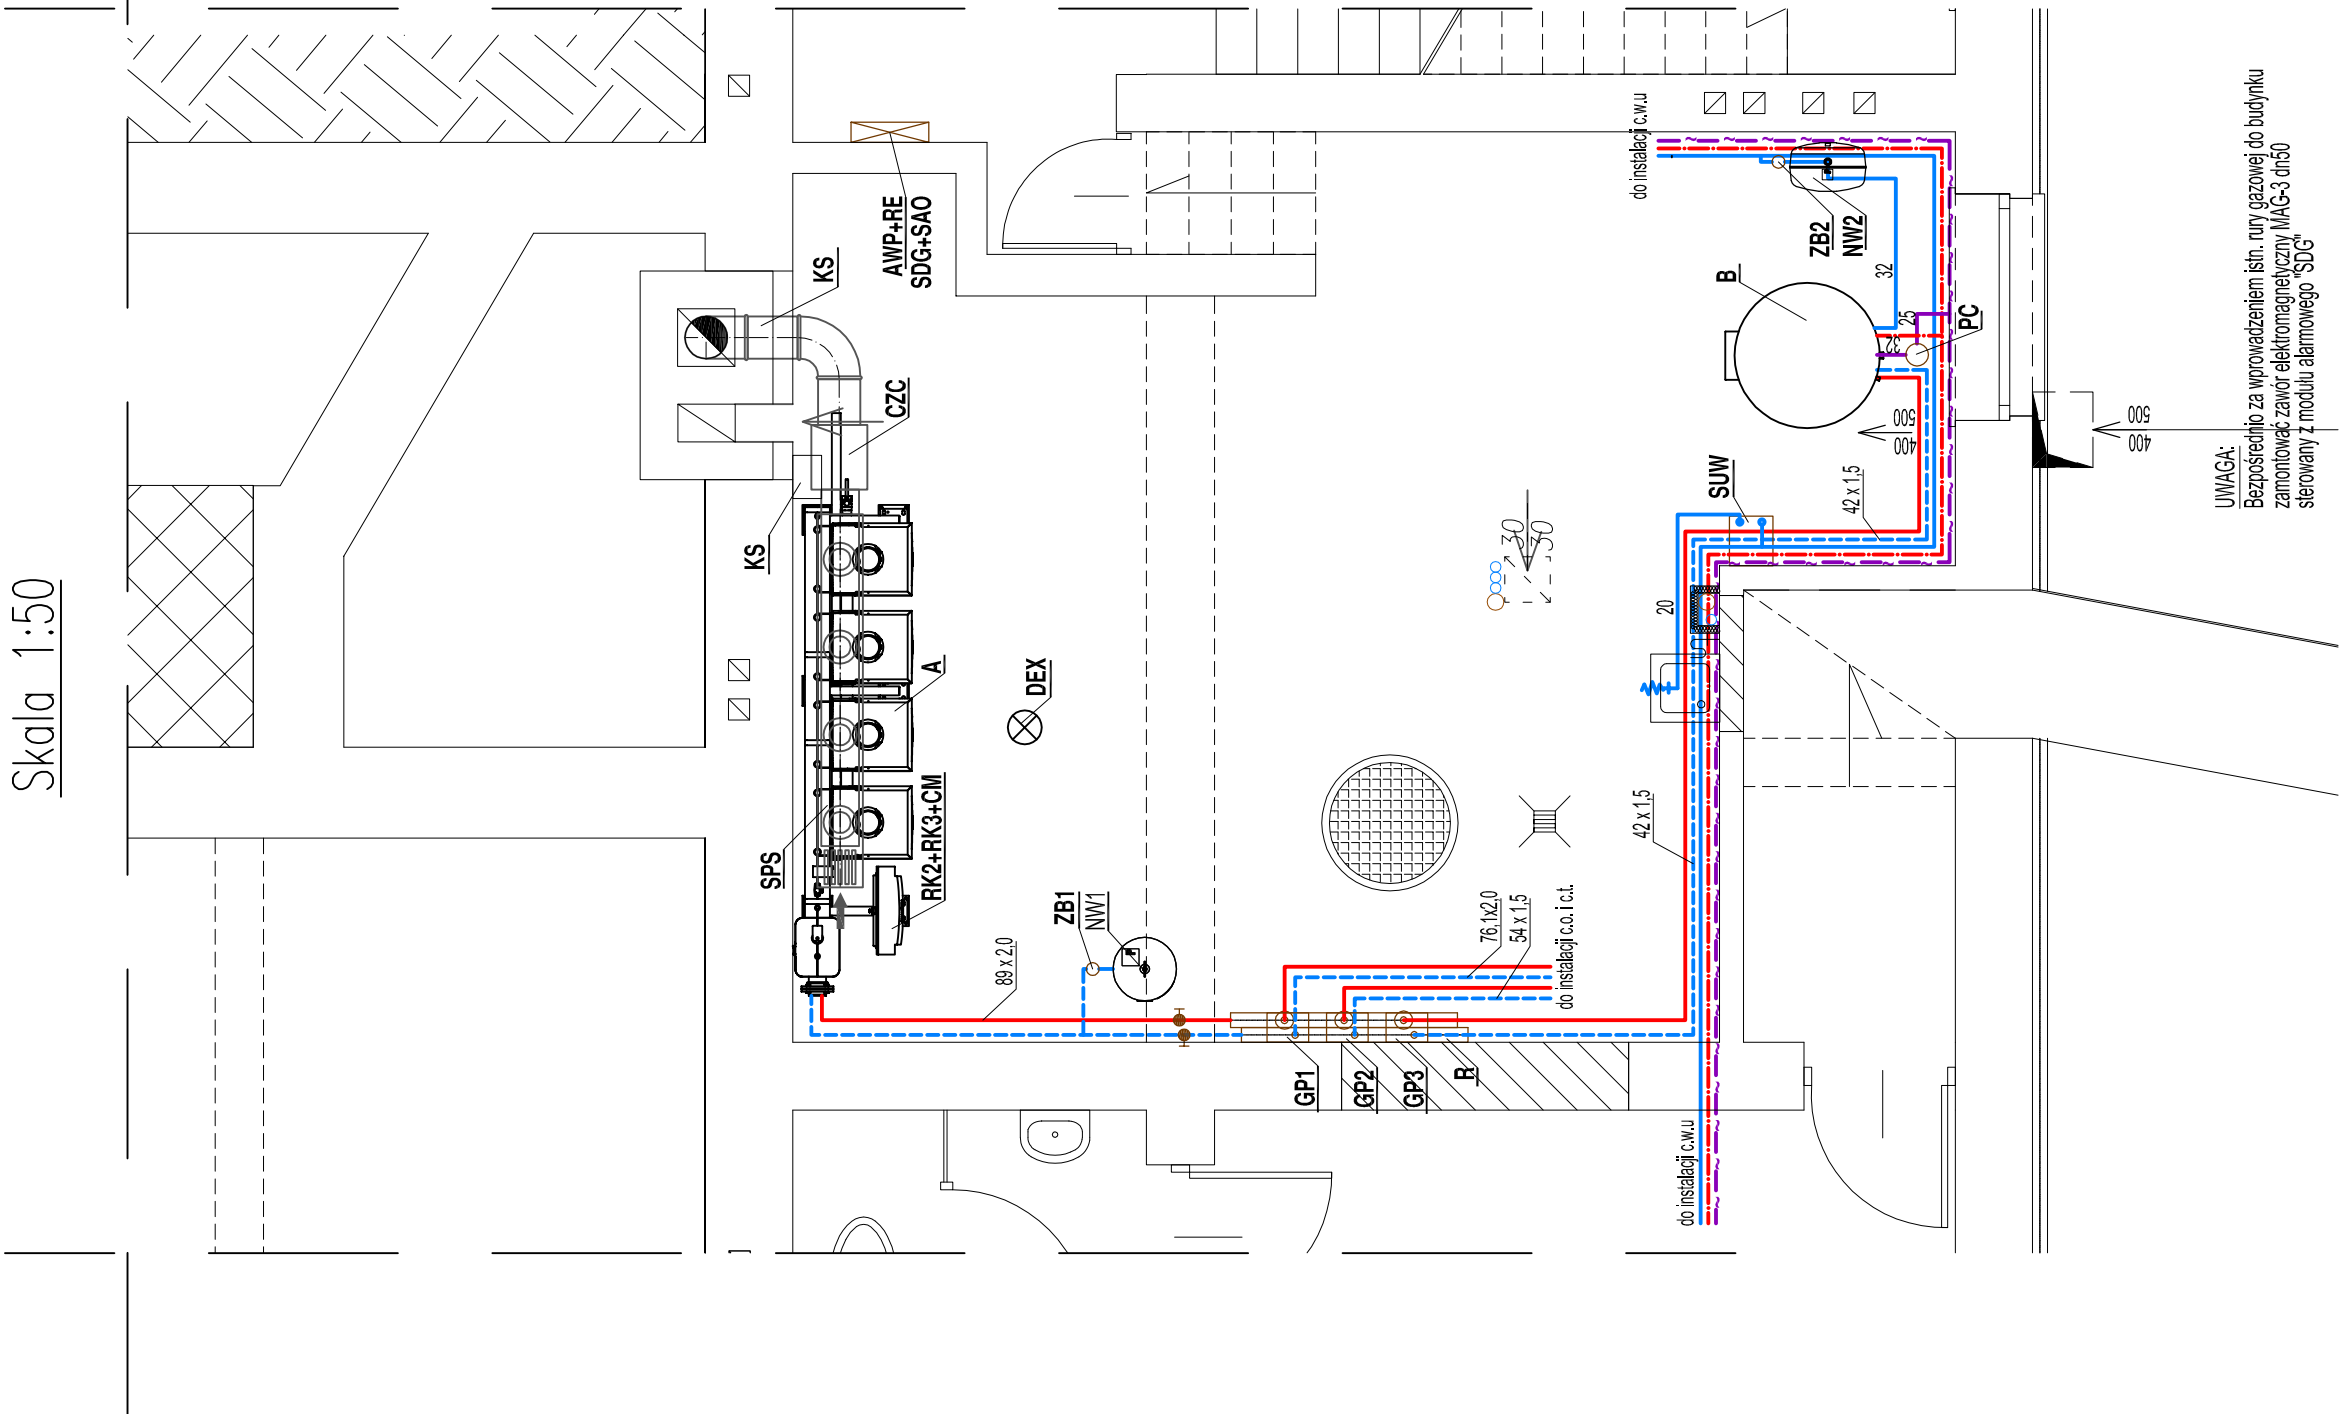 Skala 1:50
KS
AWP+RE
SDG+SAO
CZC
KS
A
SPS
RK2+RK3+CM
DEX
ZB1
NW1
89 x 2,0
76,1x2,0
54 x 1,5
do instalacji c.o. i c.t.
GP1
GP2
GP3
R
30
30
do instalacji c.w.u
ZB2
NW2
32
B
25
32
PC
500
400
500
400
SUW
42 x 1,5
20
42 x 1,5
do instalacji c.w.u
UWAGA:
Bezpośrednio za wprowadzeniem istn. rury gazowej do budynku
zamontować zawór elektromagnetyczny MAG-3 dn50
sterowany z modułu alarmowego "SDG"